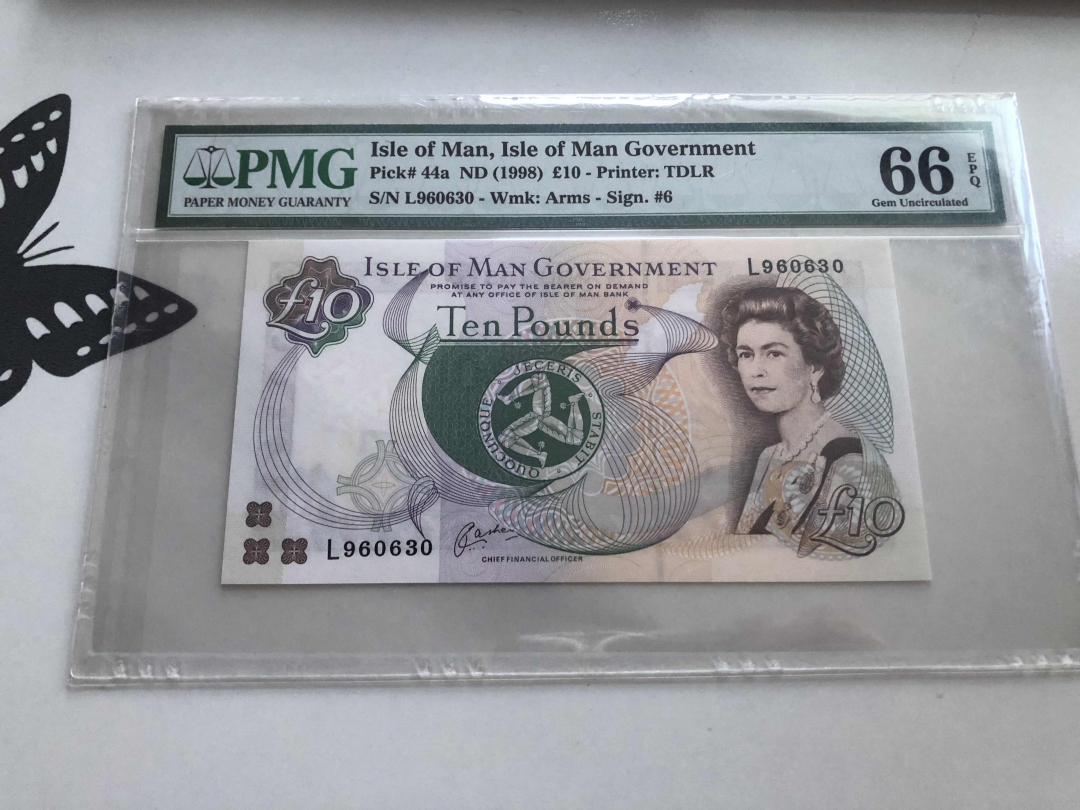 PMG
PAPER MONEY GUARANTY
Isle of Man, Isle of Man Government
Pick# 44a ND (1998) £10 - Printer: TDLR
S/N L960630 - Wmk: Arms - Sign. #6
66 EPQ
Gem Uncirculated
£10
ISLE OF MAN GOVERNMENT
L960630
PROMISE TO PAY THE BEARER ON DEMAND
AT ANY OFFICE OF ISLE OF MAN BANK
Ten Pounds
QUOCUNQUE JECERIS STABIT
£10
L960630
CHIEF FINANCIAL OFFICER